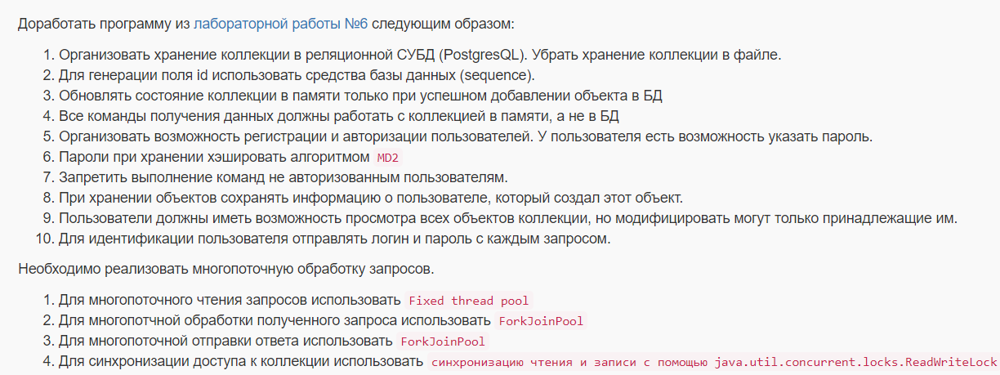 Доработать программу из лабораторной работы №6 следующим образом:
1. Организовать хранение коллекции в реляционной СУБД (PostgresQL). Убрать хранение коллекции в файле.
2. Для генерации поля id использовать средства базы данных (sequence).
3. Обновлять состояние коллекции в памяти только при успешном добавлении объекта в БД
4. Все команды получения данных должны работать с коллекцией в памяти, а не в БД
5. Организовать возможность регистрации и авторизации пользователей. У пользователя есть возможность указать пароль.
6. Пароли при хранении хэшировать алгоритмом MD2
7. Запретить выполнение команд не авторизованным пользователям.
8. При хранении объектов сохранять информацию о пользователе, который создал этот объект.
9. Пользователи должны иметь возможность просмотра всех объектов коллекции, но модифицировать могут только принадлежащие им.
10. Для идентификации пользователя отправлять логин и пароль с каждым запросом.
Необходимо реализовать многопоточную обработку запросов.
1. Для многопоточного чтения запросов использовать Fixed thread pool
2. Для многопотчной обработки полученного запроса использовать ForkJoinPool
3. Для многопоточной отправки ответа использовать ForkJoinPool
4. Для синхронизации доступа к коллекции использовать синхронизацию чтения и записи с помощью java.util.concurrent.locks.ReadWriteLock